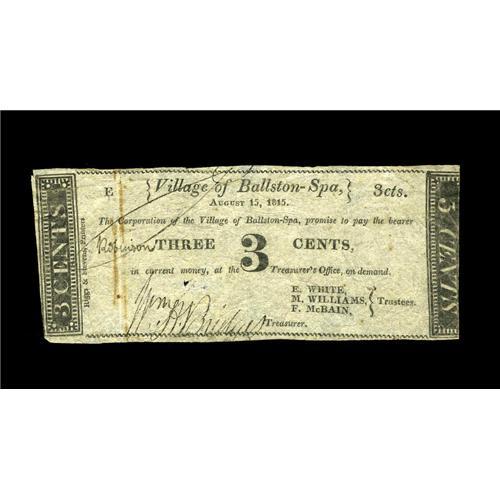 3 CENTS
E { Village of Ballston-Spa, } 3cts.
August 15, 1815.
The Corporation of the Village of Ballston-Spa, promise to pay the bearer
Robinson THREE 3 CENTS,
in current money, at the Treasurer's Office, on demand.
E. WHITE,
M. WILLIAMS, } Trustees.
F. McBAIN,
Treasurer.
3 CENTS